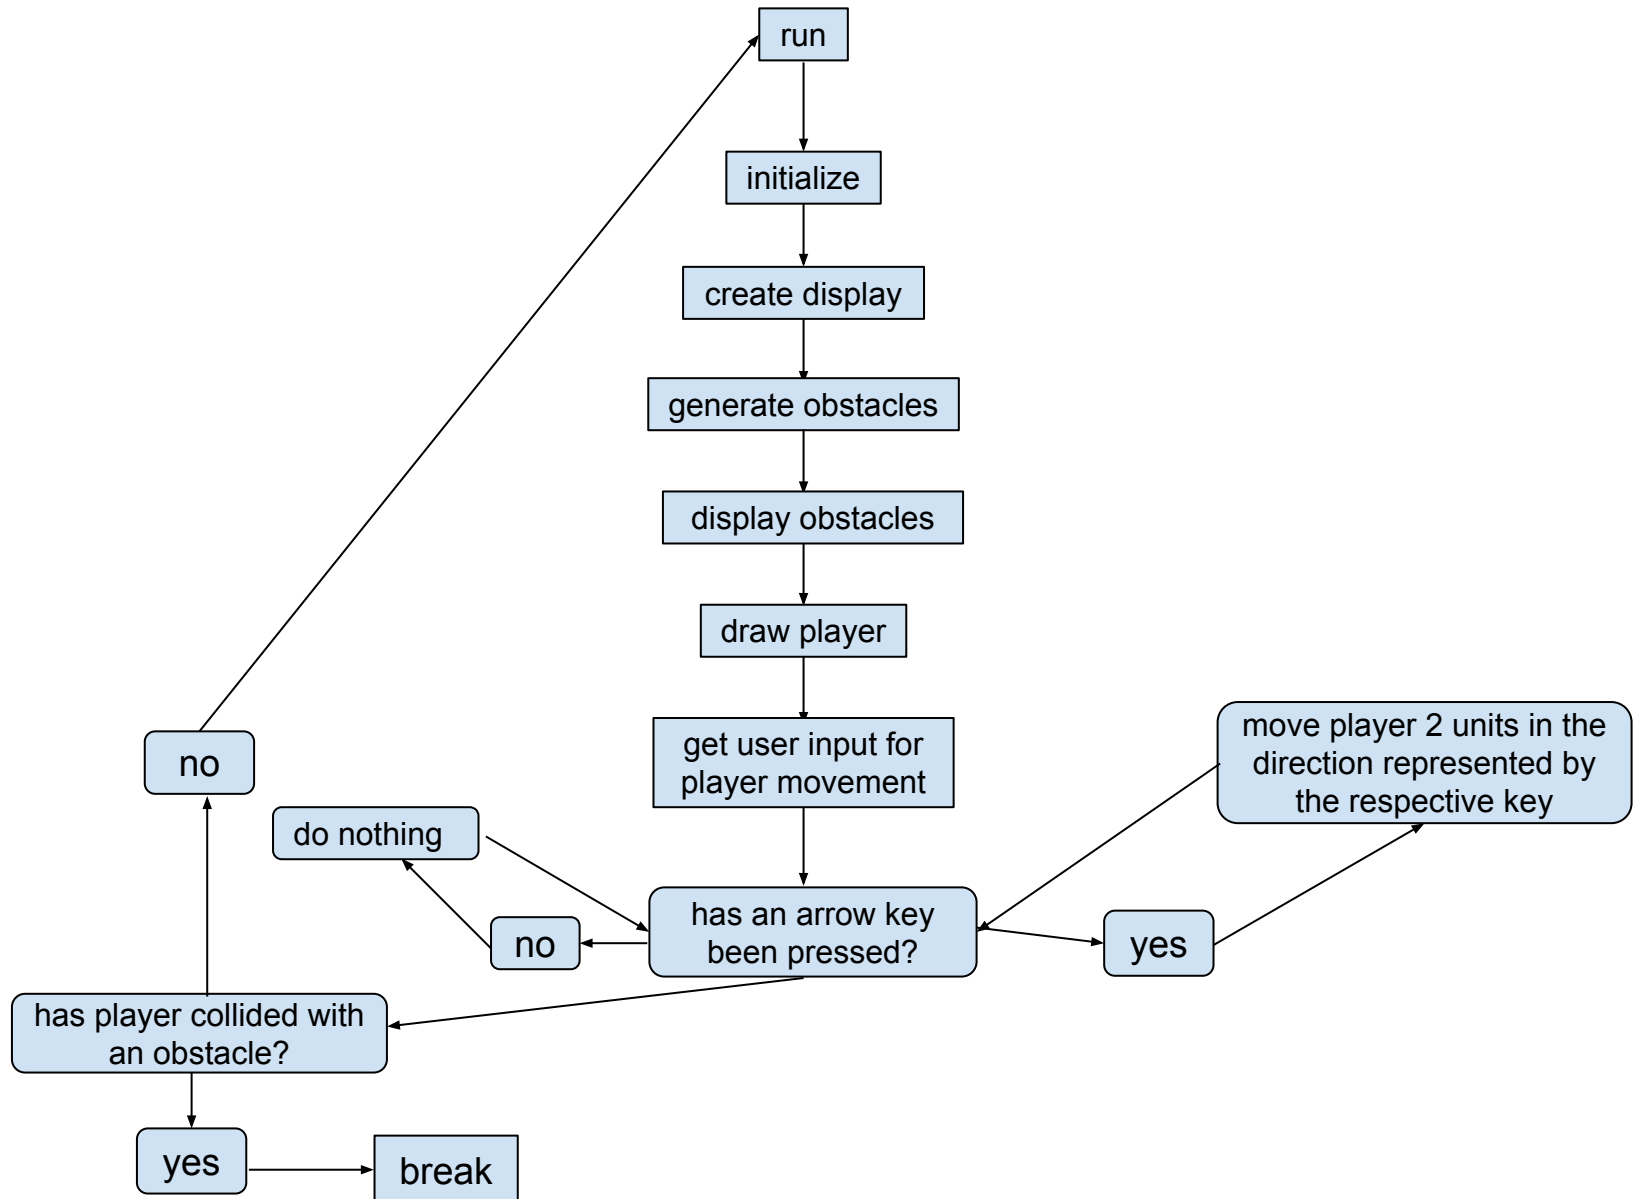 run
initialize
create display
generate obstacles
display obstacles
draw player
get user input for
player movement
move player 2 units in the
direction represented by
the respective key
no
do nothing
has an arrow key
been pressed?
no
yes
has player collided with
an obstacle?
yes
break